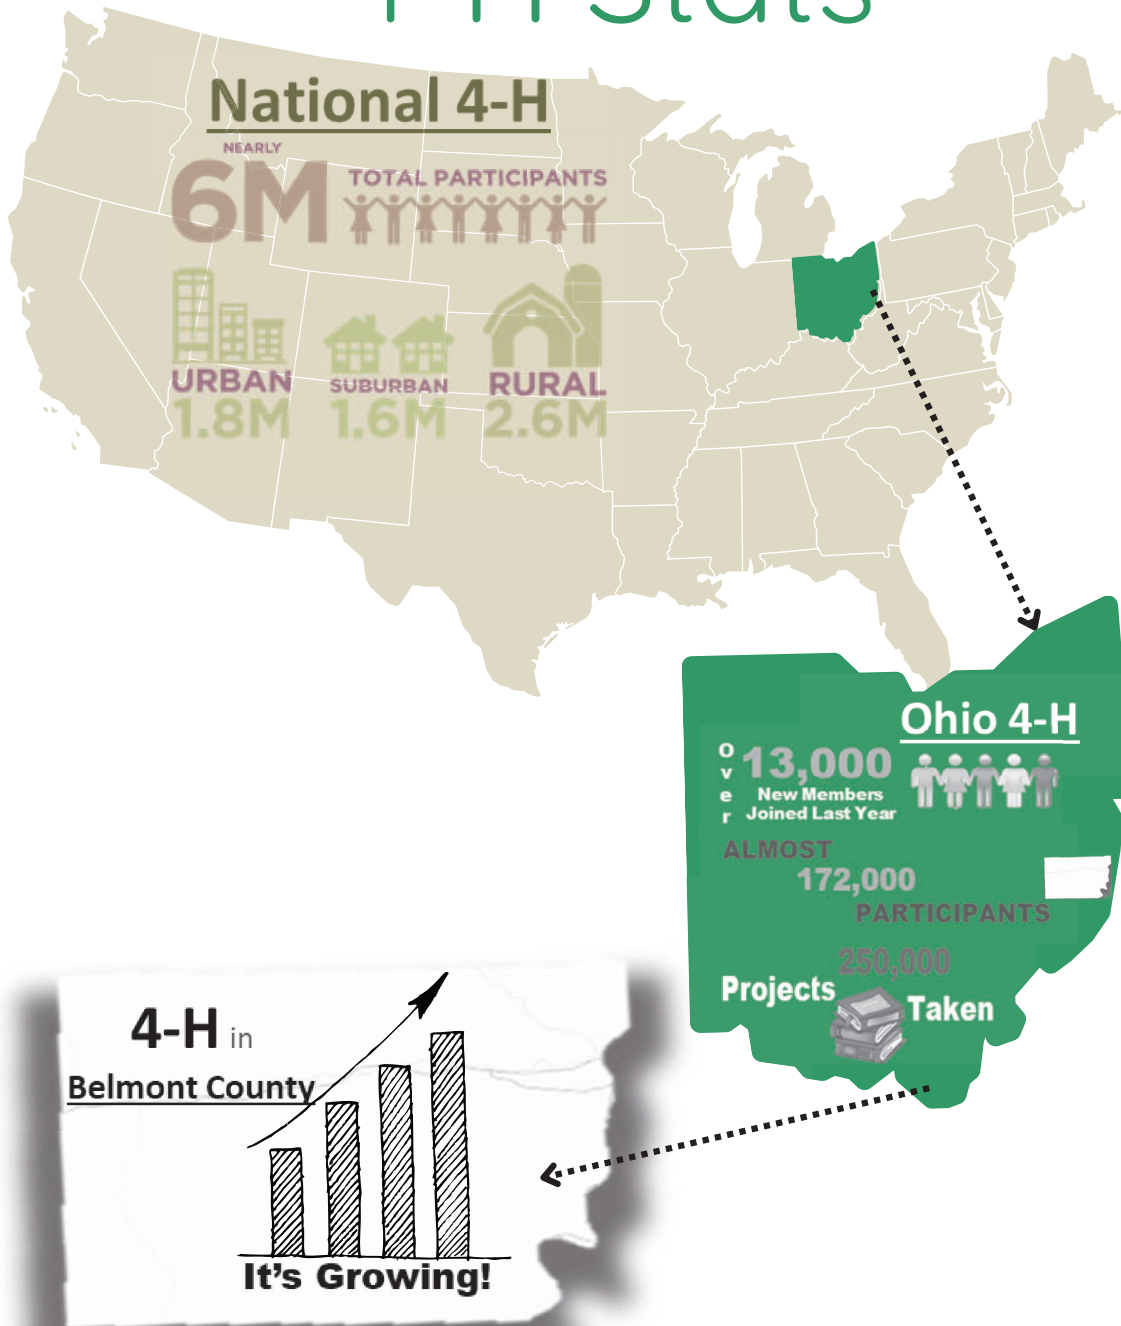 Stats
National 4-H
NEARLY
6M TOTAL PARTICIPANTS
URBAN
1.8M
SUBURBAN
1.6M
RURAL
2.6M
Ohio 4-H
Over
13,000
New Members
Joined Last Year
ALMOST
172,000
PARTICIPANTS
250,000
Projects
Taken
4-H in
Belmont County
It's Growing!